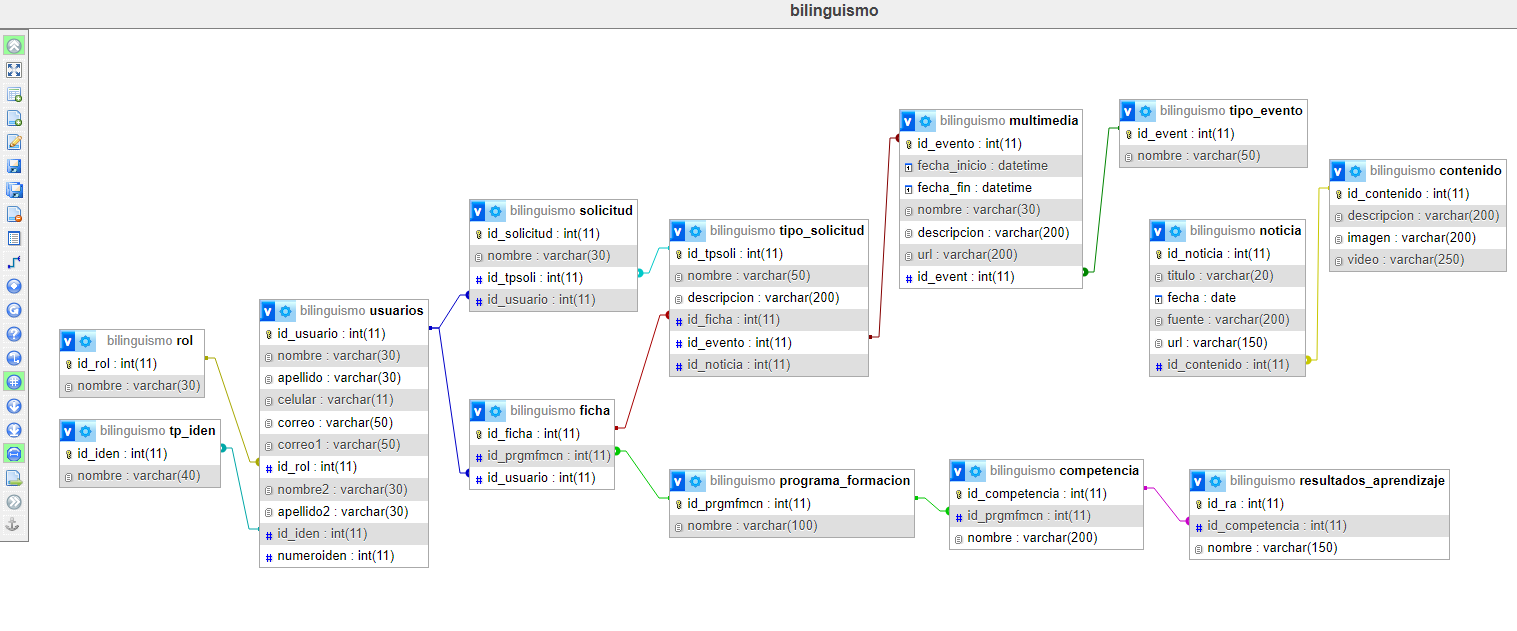 bilinguismo
bilinguismo rol
id_rol : int(11)
nombre : varchar(30)
bilinguismo tp_iden
id_iden : int(11)
nombre : varchar(40)
bilinguismo usuarios
id_usuario : int(11)
nombre : varchar(30)
apellido : varchar(30)
celular : varchar(11)
correo : varchar(50)
correo1 : varchar(50)
id_rol : int(11)
nombre2 : varchar(30)
apellido2 : varchar(30)
id_iden : int(11)
numeroiden : int(11)
bilinguismo solicitud
id_solicitud : int(11)
nombre : varchar(30)
id_tpsoli : int(11)
id_usuario : int(11)
bilinguismo ficha
id_ficha : int(11)
id_prgmfmcn : int(11)
id_usuario : int(11)
bilinguismo tipo_solicitud
id_tpsoli : int(11)
nombre : varchar(50)
descripcion : varchar(200)
id_ficha : int(11)
id_evento : int(11)
id_noticia : int(11)
bilinguismo programa_formacion
id_prgmfmcn : int(11)
nombre : varchar(100)
bilinguismo multimedia
id_evento : int(11)
fecha_inicio : datetime
fecha_fin : datetime
nombre : varchar(30)
descripcion : varchar(200)
url : varchar(200)
id_event : int(11)
bilinguismo competencia
id_competencia : int(11)
id_prgmfmcn : int(11)
nombre : varchar(200)
bilinguismo tipo_evento
id_event : int(11)
nombre : varchar(50)
bilinguismo noticia
id_noticia : int(11)
titulo : varchar(20)
fecha : date
fuente : varchar(200)
url : varchar(150)
id_contenido : int(11)
bilinguismo contenido
id_contenido : int(11)
descripcion : varchar(200)
imagen : varchar(200)
video : varchar(250)
bilinguismo resultados_aprendizaje
id_ra : int(11)
id_competencia : int(11)
nombre : varchar(150)